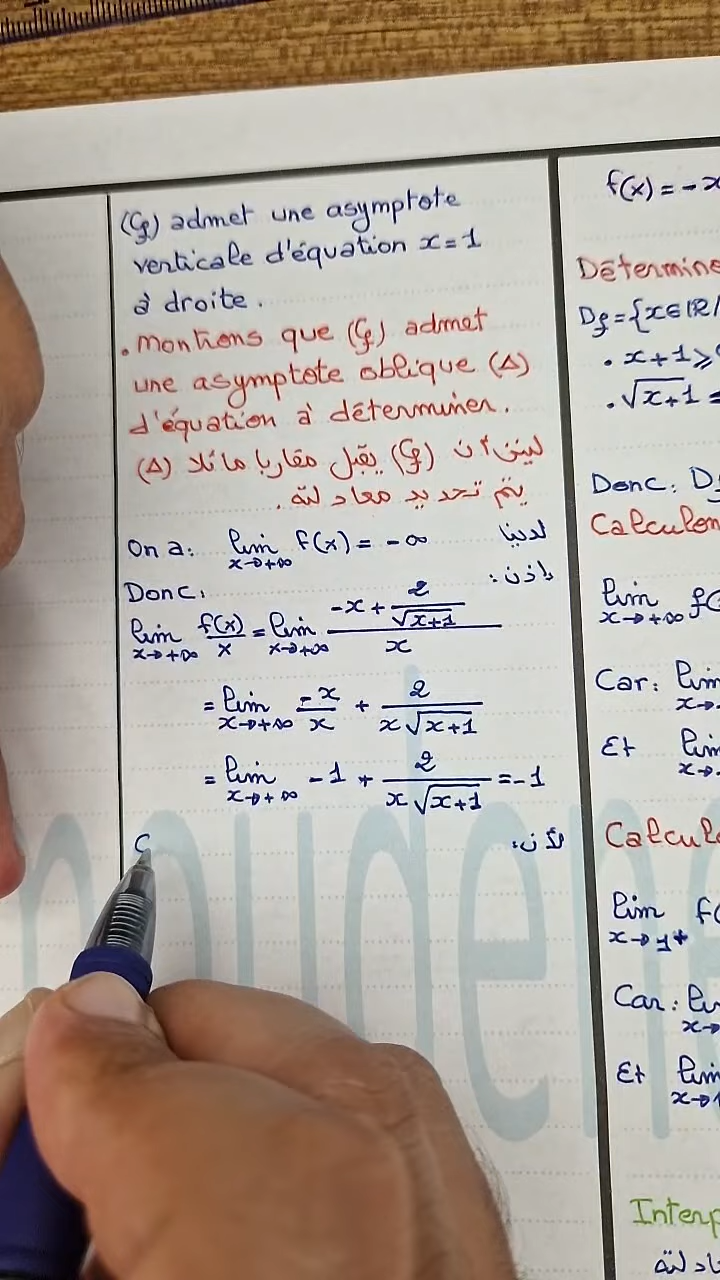 (Cf) admet une asymptote
verticale d'équation x=1
à droite.
. Montrons que (Cf) admet
une asymptote oblique (Δ)
d'équation à déterminer.
لنبين أن (Cf) يقبل مقاربا مائلا (Δ)
يتم تحديد معادلته.
On a: lim x→+∞ f(x) = -∞ لدينا
Donc: إذن:
lim x→+∞ f(x)/x = lim x→+∞ (-x + 2/√(x+1))/x
= lim x→+∞ -x/x + 2/(x√(x+1))
= lim x→+∞ -1 + 2/(x√(x+1)) = -1
C لأن:
f(x) = -x
Détermine
Df={x∈IR/
. x+1⩾
. √(x+1)
Donc: D
Calculon
lim x→+∞ f(
Car: lim x→
Et lim x→
Calcul
lim x→1+ f(
Car: x→
Et lim x→1
Interp